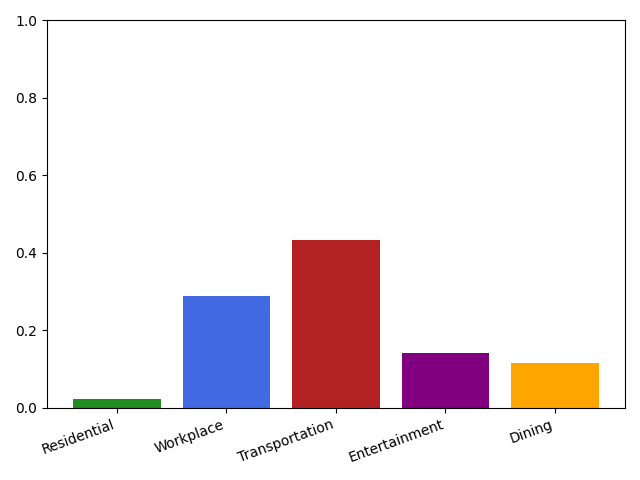 1.0
0.8
0.6
0.4
0.2
0.0
Residential
Workplace
Transportation
Entertainment
Dining